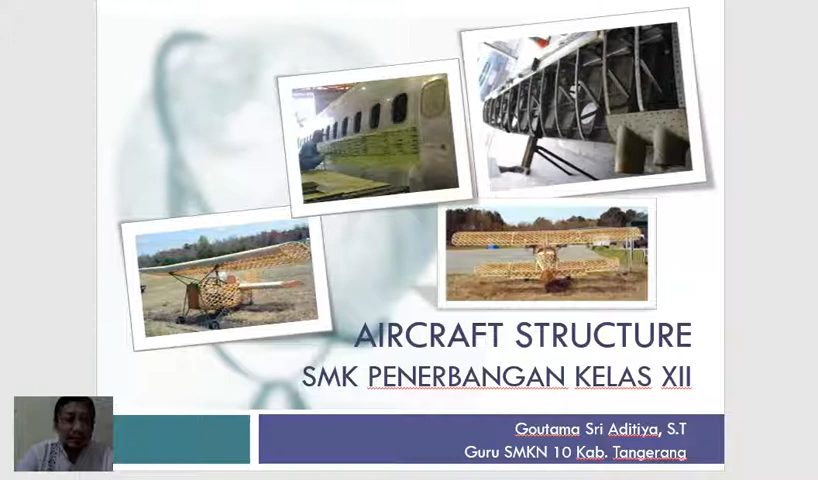 AIRCRAFT STRUCTURE
SMK PENERBANGAN KELAS XII
Goutama Sri Aditiya, S.T
Guru SMKN 10 Kab. Tangerang